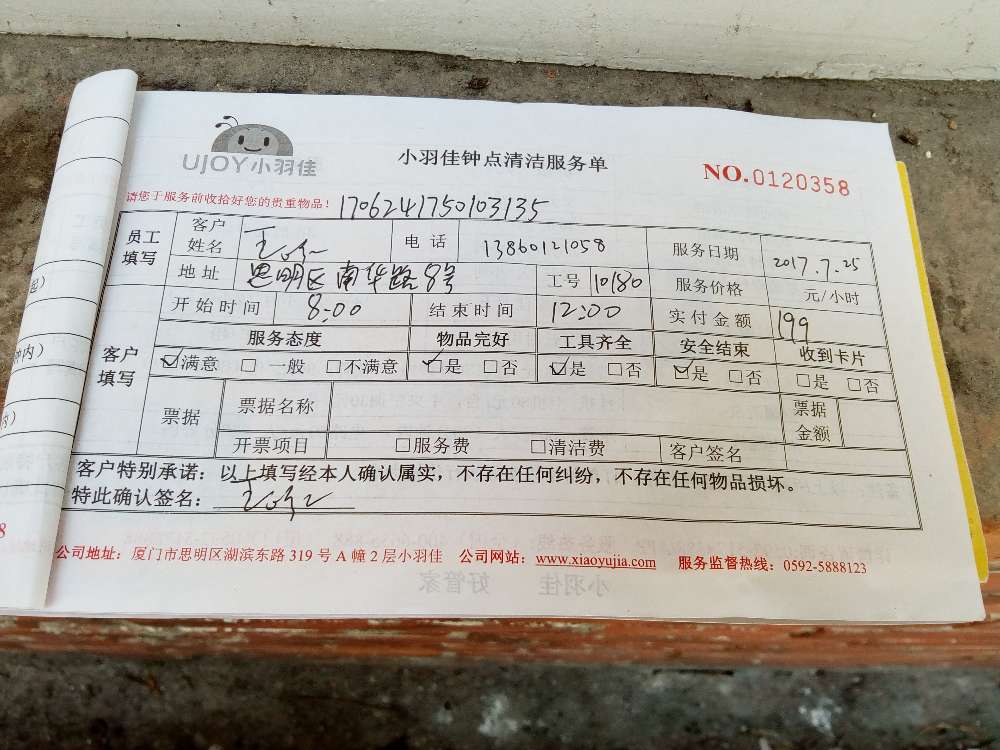 UJOY小羽佳
小羽佳钟点清洁服务单
NO.0120358
请您于服务前收拾好您的贵重物品！ 1706241750103135
员工填写 客户姓名 电话 13860121058 服务日期 2017.7.25
地址 思明区南华路8号 工号 10180 服务价格 元/小时
开始时间 8:00 结束时间 12:00 实付金额 199
客户填写 服务态度 物品完好 工具齐全 安全结束 收到卡片
☑满意 □一般 □不满意 ☑是 □否 ☑是 □否 ☑是 □否 □是 □否
票据 票据名称 票据金额
开票项目 □服务费 □清洁费 客户签名
客户特别承诺：以上填写经本人确认属实，不存在任何纠纷，不存在任何物品损坏。
特此确认签名：
公司地址：厦门市思明区湖滨东路 319 号 A 幢 2 层小羽佳 公司网站：www.xiaoyujia.com 服务监督热线：0592-5888123